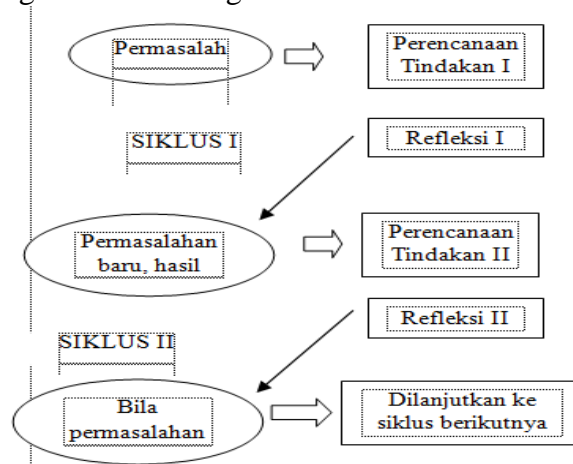 Permasalah
Perencanaan
Tindakan I
SIKLUS I
Refleksi I
Permasalahan
baru, hasil
Perencanaan
Tindakan II
Refleksi II
SIKLUS II
Bila
permasalahan
Dilanjutkan ke
siklus berikutnya